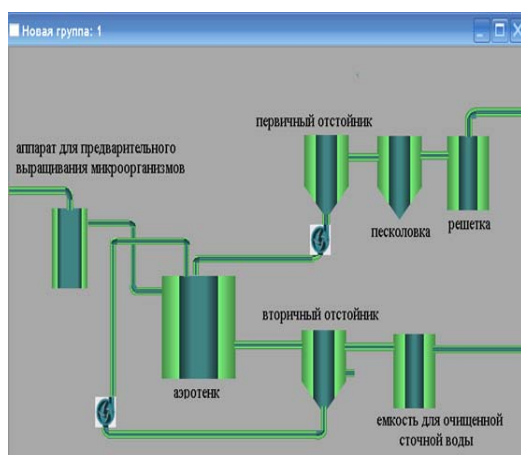 Новая группа: 1
первичный отстойник
аппарат для предварительного
выращивания микроорганизмов
песколовка
решетка
вторичный отстойник
аэротенк
емкость для очищенной
сточной воды